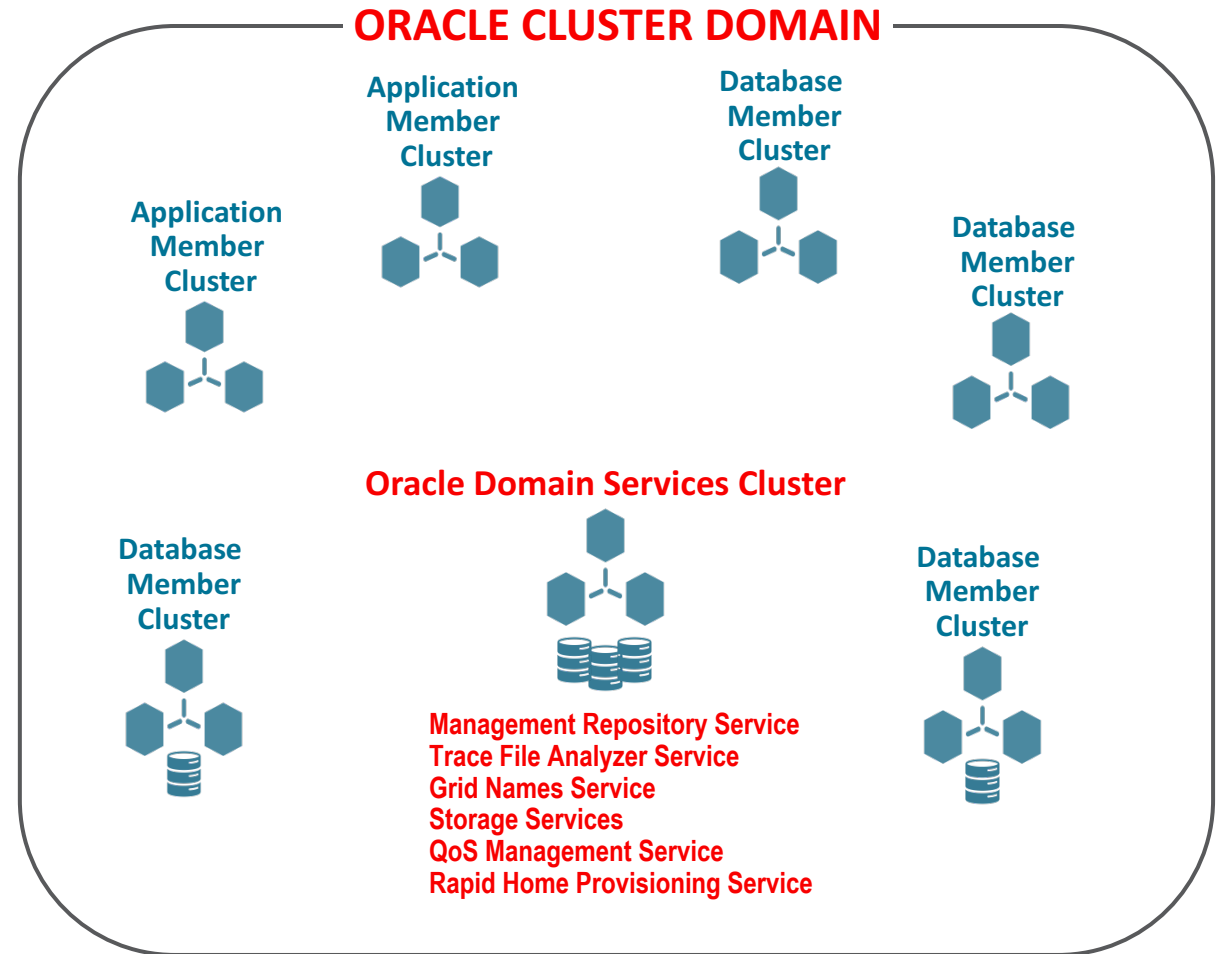 ORACLE CLUSTER DOMAIN
Application
Member
Cluster
Database
Member
Cluster
Application
Member
Cluster
Database
Member
Cluster
Oracle Domain Services Cluster
Database
Member
Cluster
Database
Member
Cluster
Management Repository Service
Trace File Analyzer Service
Grid Names Service
Storage Services
QoS Management Service
Rapid Home Provisioning Service